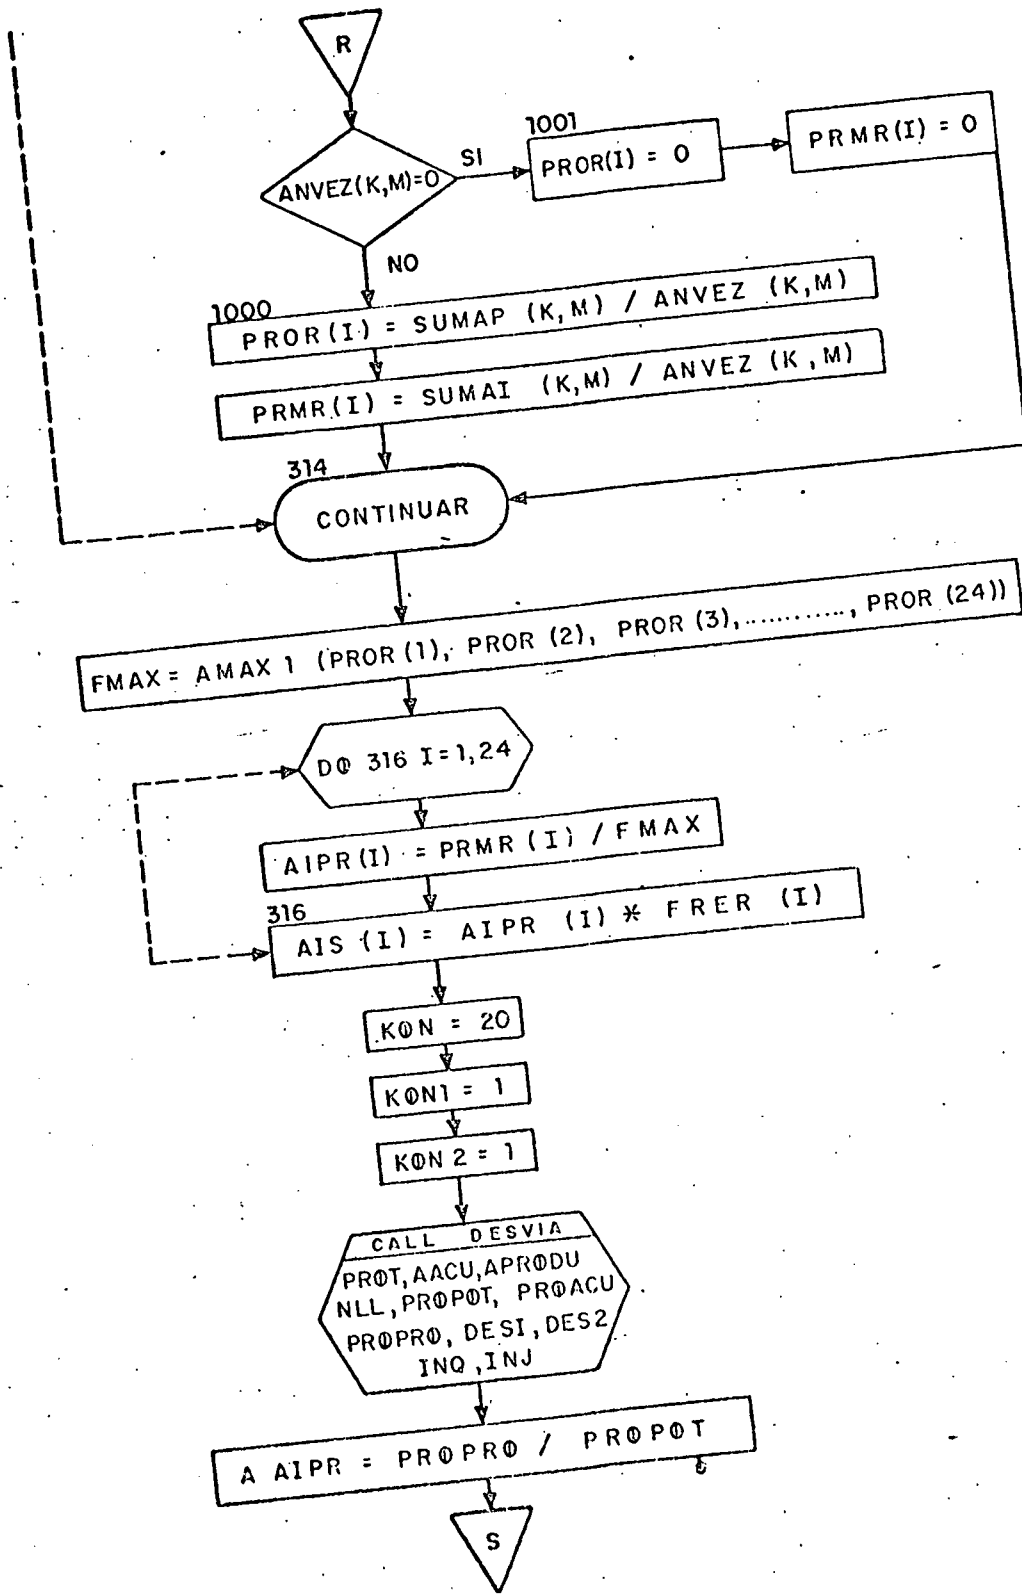 R
ANVEZ(K,M)=0
SI
1001
PROR(I) = 0
PRMR(I) = 0
NO
1000
PROR(I) = SUMAP (K,M) / ANVEZ (K,M)
PRMR(I) = SUMAI (K,M) / ANVEZ (K,M)
314
CONTINUAR
FMAX = AMAX 1 (PROR(1), PROR(2), PROR(3),..........., PROR(24))
DO 316 I=1,24
AIPR(I) = PRMR(I) / FMAX
316
AIS (I) = AIPR (I) * FRER (I)
KON = 20
KON1 = 1
KON 2 = 1
CALL DESVIA
PROT,AACU,APRODU
NLL,PROPOT, PROACU
PROPRO, DESI,DES2
INQ,INJ
A AIPR = PROPRO / PROPOT
S